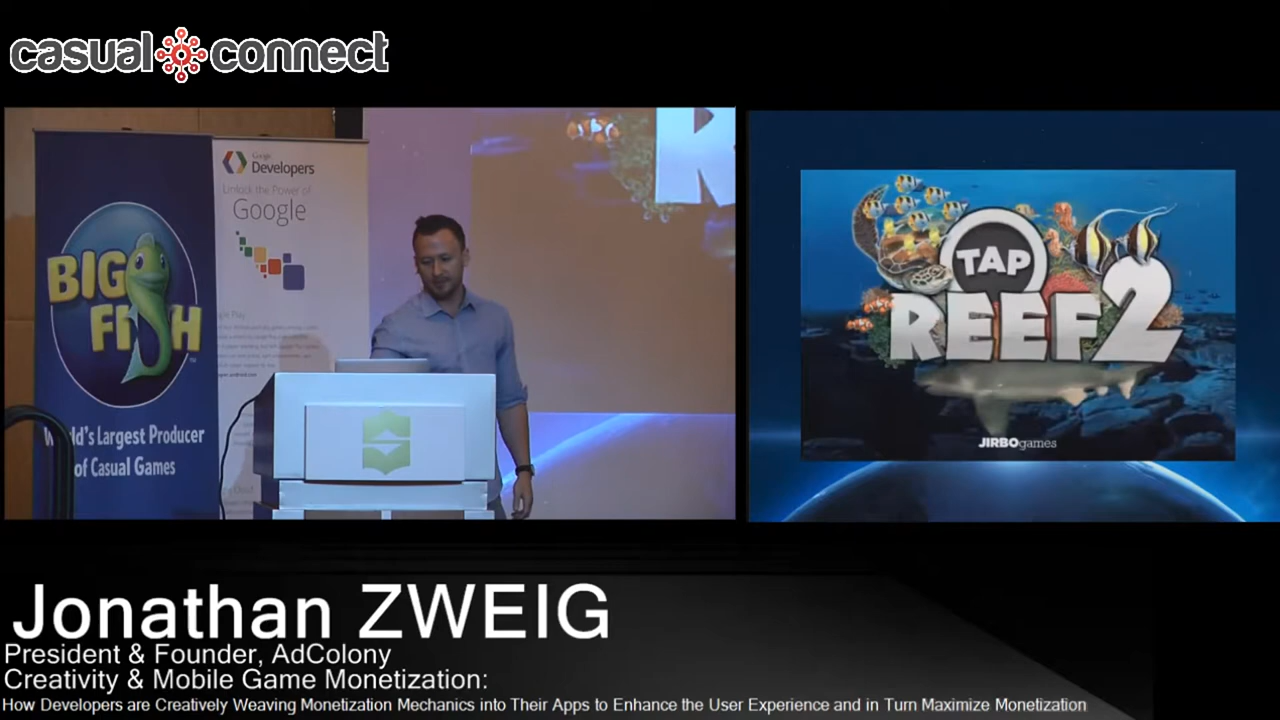 casual connect
Google
Developers
Unlock the Power of
Google
BIG
FISH
World's Largest Producer
of Casual Games
R
TAP
REEF 2
JIRBOgames
Jonathan ZWEIG
President & Founder, AdColony
Creativity & Mobile Game Monetization:
How Developers are Creatively Weaving Monetization Mechanics into Their Apps to Enhance the User Experience and in Turn Maximize Monetization